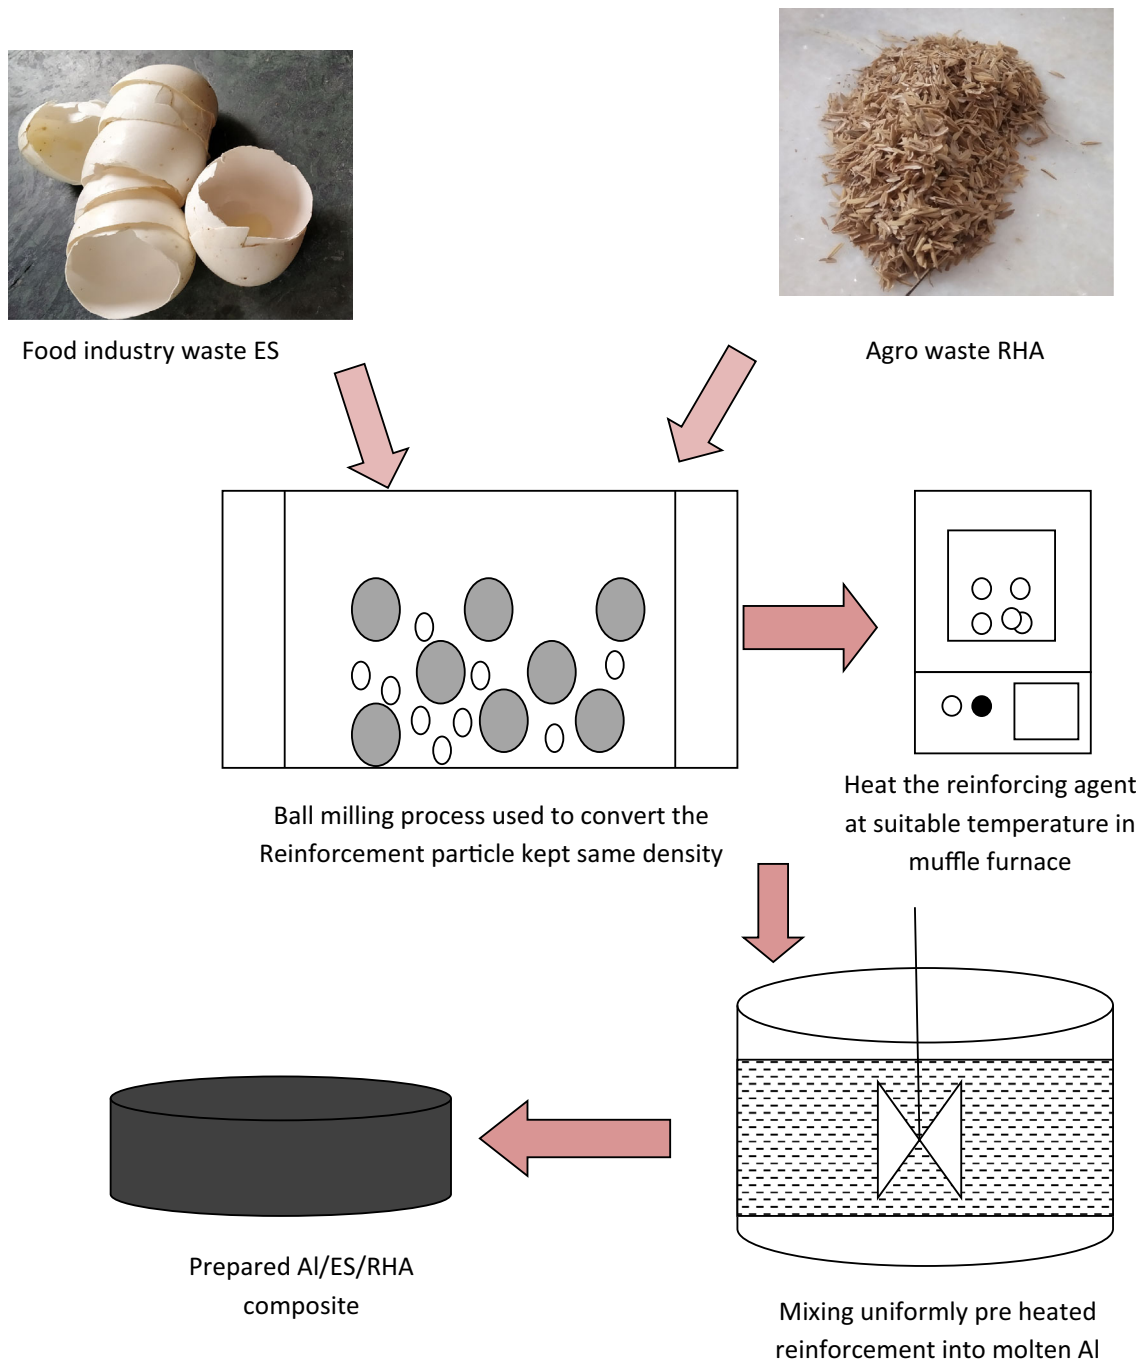 Food industry waste ES
Agro waste RHA
Ball milling process used to convert the
Reinforcement particle kept same density
Heat the reinforcing agent
at suitable temperature in
muffle furnace
Prepared Al/ES/RHA
composite
Mixing uniformly pre heated
reinforcement into molten Al